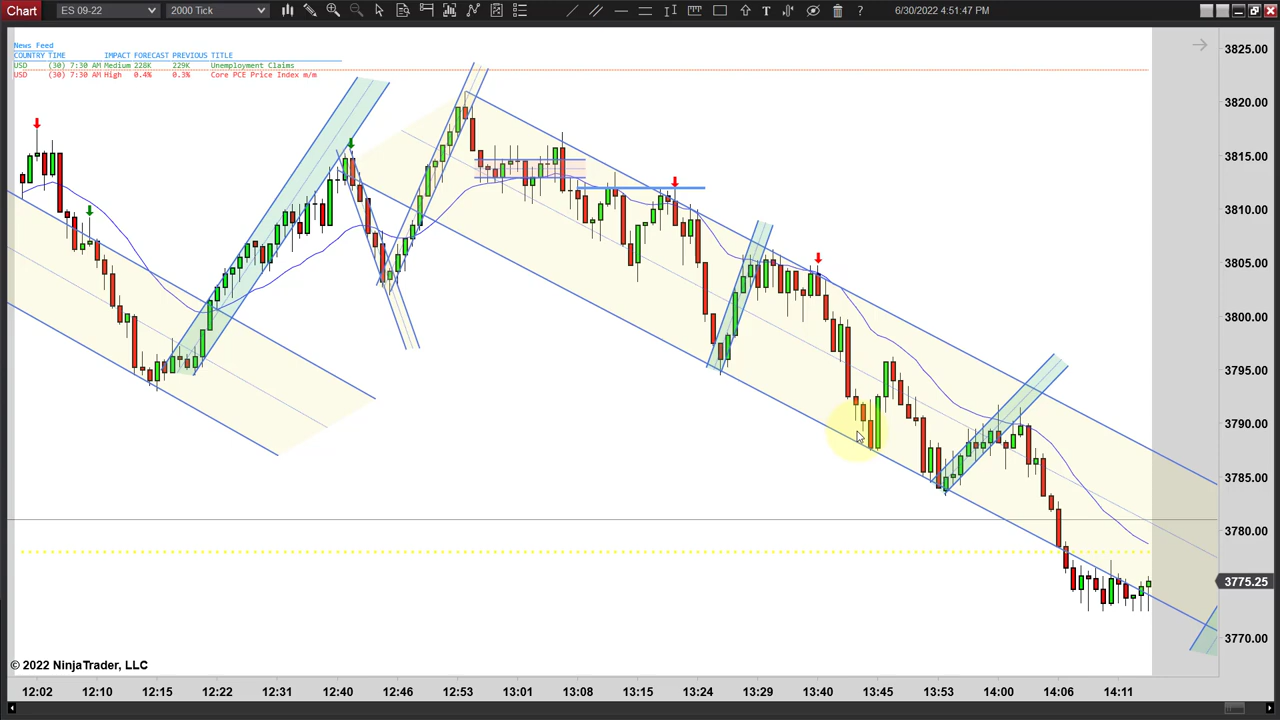 Chart ES 09-22 2000 Tick T ? 6/30/2022 4:51:47 PM
News Feed
COUNTRY TIME IMPACT FORECAST PREVIOUS TITLE
USD (30) 7:30 AM Medium 228K 229K Unemployment Claims
USD (30) 7:30 AM High 0.4% 0.3% Core PCE Price Index m/m
3825.00
3820.00
3815.00
3810.00
3805.00
3800.00
3795.00
3790.00
3785.00
3780.00
3775.25
3770.00
© 2022 NinjaTrader, LLC
12:02 12:10 12:15 12:22 12:31 12:40 12:46 12:53 13:01 13:08 13:15 13:24 13:29 13:40 13:45 13:53 14:00 14:06 14:11